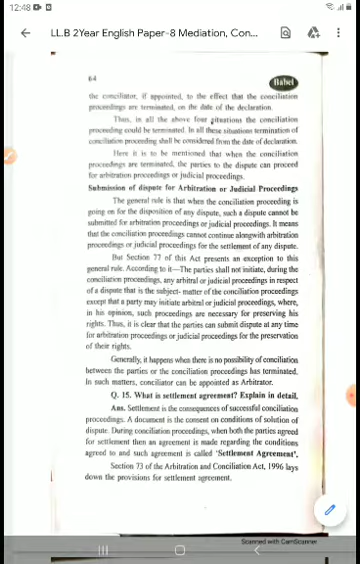 12:48
LL.B 2Year English Paper-8 Mediation, Con...
64
Babel
the conciliator, if appointed, to the effect that the conciliation
proceedings are terminated, on the date of the declaration.
Thus, in all the above four situations the conciliation
proceeding could be terminated. In all these situations termination of
conciliation proceeding shall be considered from the date of declaration.
Here it is to be mentioned that when the conciliation
proceedings are terminated, the parties to the dispute can proceed
for arbitration proceedings or judicial proceedings.
Submission of dispute for Arbitration or Judicial Proceedings
The general rule is that when the conciliation proceeding is
going on for the disposition of any dispute, such a dispute cannot be
submitted for arbitration proceedings or judicial proceedings. It means
that the conciliation proceedings cannot continue alongwith arbitration
proceedings or judicial proceedings for the settlement of any dispute.
But Section 77 of this Act presents an exception to this
general rule. According to it—The parties shall not initiate, during the
conciliation proceedings, any arbitral or judicial proceedings in respect
of a dispute that is the subject- matter of the conciliation proceedings
except that a party may initiate arbitral or judicial proceedings, where,
in his opinion, such proceedings are necessary for preserving his
rights. Thus, it is clear that the parties can submit dispute at any time
for arbitration proceedings or judicial proceedings for the preservation
of their rights.
Generally, it happens when there is no possibility of conciliation
between the parties or the conciliation proceedings has terminated.
In such matters, conciliator can be appointed as Arbitrator.
Q. 15. What is settlement agreement? Explain in detail.
Ans. Settlement is the consequences of successful conciliation
proceedings. A document is the consent on conditions of solution of
dispute. During conciliation proceedings, when both the parties agreed
for settlement then an agreement is made regarding the conditions
agreed to and such agreement is called 'Settlement Agreement'.
Section 73 of the Arbitration and Conciliation Act, 1996 lays
down the provisions for settlement agreement.
Scanned with CamScanner